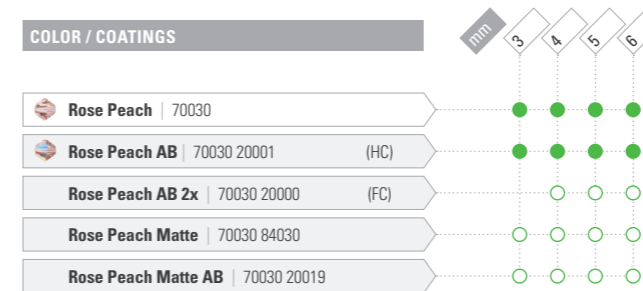 COLOR / COATINGS mm 3 4 5 6
Rose Peach | 70030
Rose Peach AB | 70030 20001 (HC)
Rose Peach AB 2x | 70030 20000 (FC)
Rose Peach Matte | 70030 84030
Rose Peach Matte AB | 70030 20019